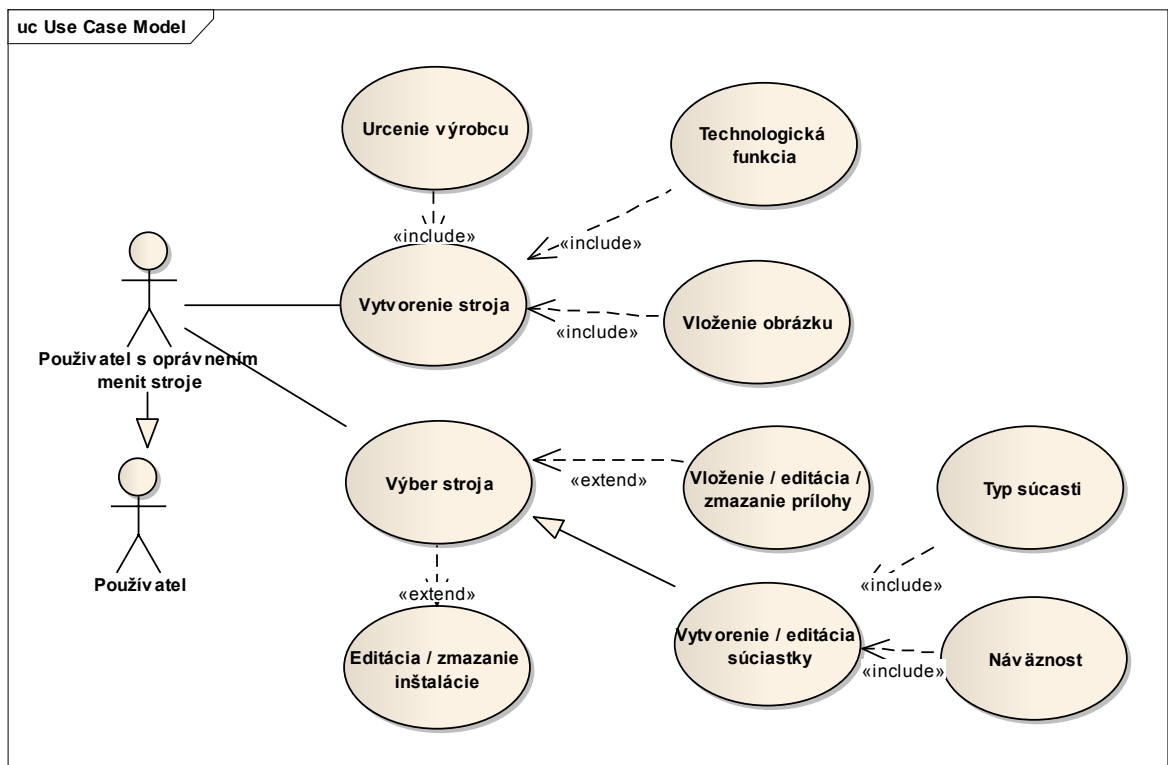 uc Use Case Model
Urcenie výrobcu
Technologická
funkcia
«include»
«include»
Vytvorenie stroja
Vloženie obrázku
«include»
Použivatel s oprávnením
menit stroje
Výber stroja
«extend»
Vloženie / editácia /
zmazanie prílohy
Typ súcasti
Používatel
«extend»
«include»
Editácia / zmazanie
inštalácie
Vytvorenie / editácia
súciastky
«include»
Náväznost